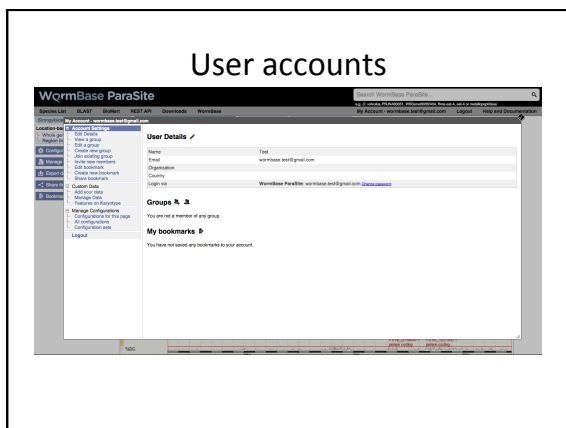 User accounts
WormBase ParaSite
Search WormBase ParaSite...
Species List BLAST BioMart REST API Downloads WormBase
My Account - wormbase.test@gmail.com Logout Help and Documentation
My Account - wormbase.test@gmail.com
Account Settings
Edit Details
View a group
Edit a group
Create new group
Join existing group
Invite new members
Edit bookmark
Create new bookmark
Share bookmark
Custom Data
Add your data
Manage Data
Features on Karyotype
Manage Configurations
Configurations for this page
All configurations
Configuration sets
Logout
User Details
Name Test
Email wormbase.test@gmail.com
Organisation
Country
Login via WormBase ParaSite: wormbase.test@gmail.com Change password
Groups
You are not a member of any group.
My bookmarks
You have not saved any bookmarks to your account.
%GC